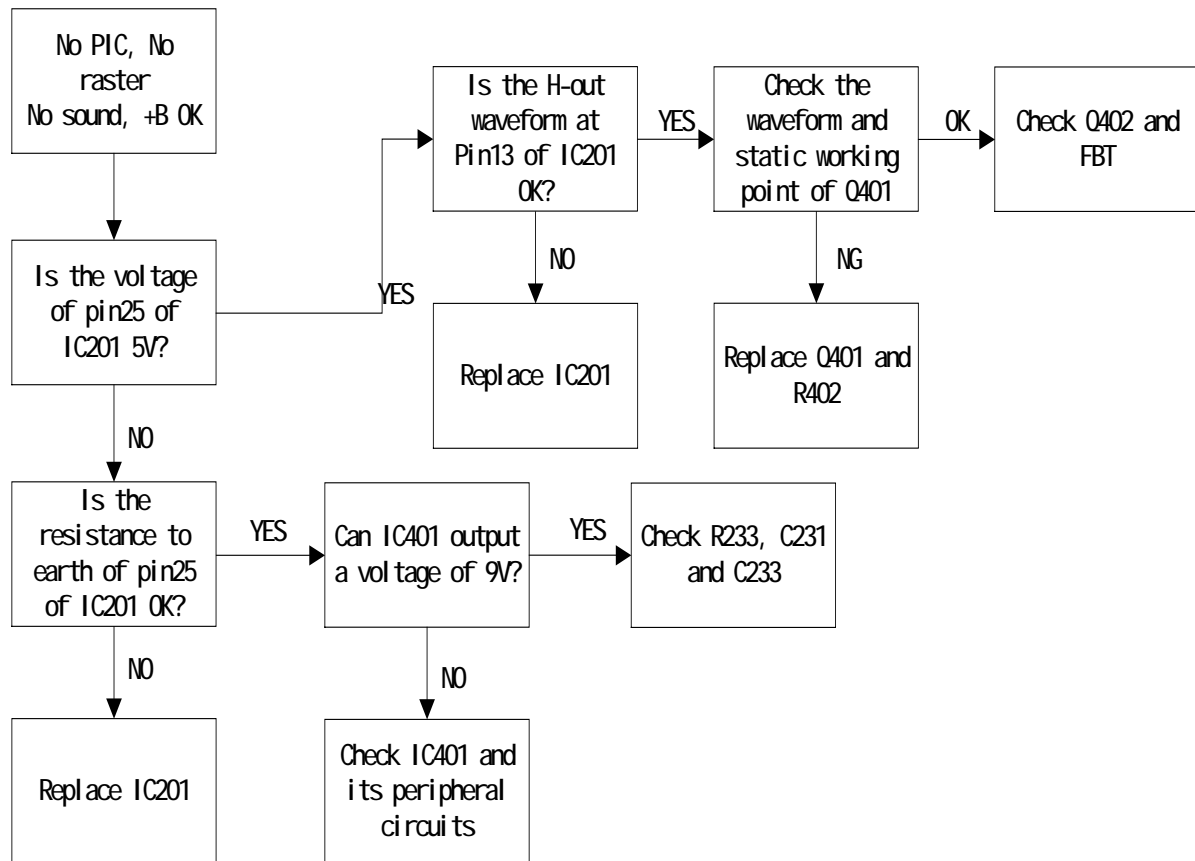 No PIC, No
raster
No sound, +B OK
Is the H-out
waveform at
Pin13 of IC201
OK?
YES
Check the
waveform and
static working
point of Q401
OK
Check Q402 and
FBT
Is the voltage
of pin25 of
IC201 5V?
YES
NO
Replace IC201
NG
Replace Q401 and
R402
NO
Is the
resistance to
earth of pin25
of IC201 OK?
YES
Can IC401 output
a voltage of 9V?
YES
Check R233, C231
and C233
NO
Replace IC201
NO
Check IC401 and
its peripheral
circuits